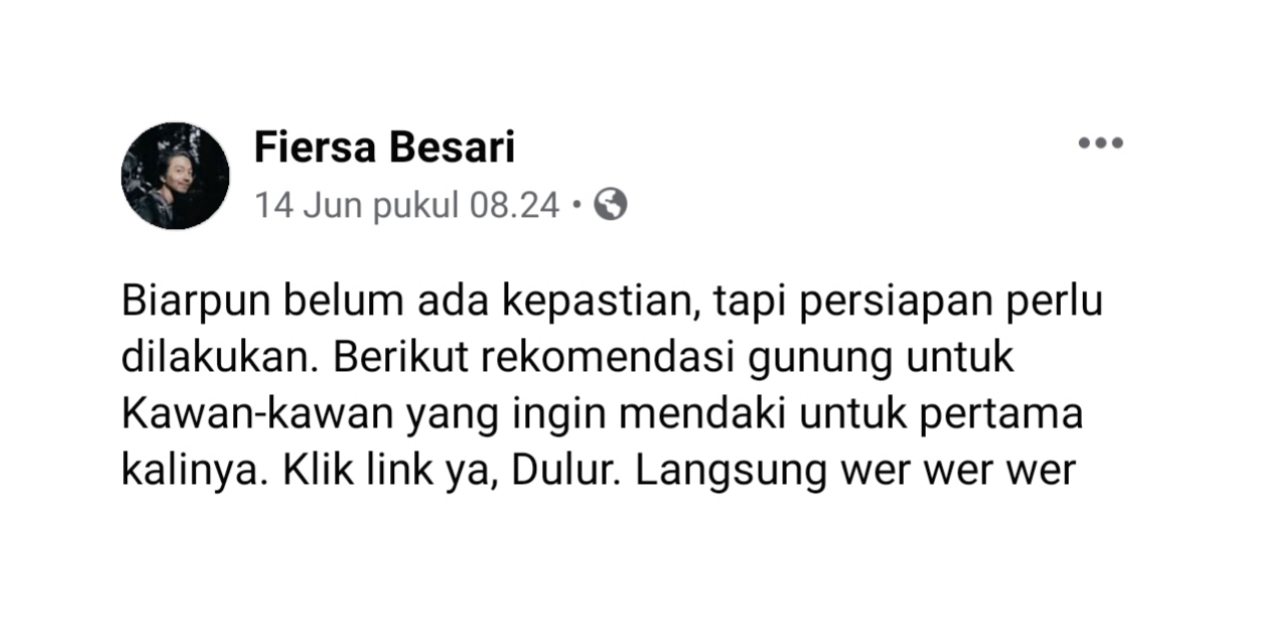 Fiersa Besari
14 Jun pukul 08.24 •
Biarpun belum ada kepastian, tapi persiapan perlu
dilakukan. Berikut rekomendasi gunung untuk
Kawan-kawan yang ingin mendaki untuk pertama
kalinya. Klik link ya, Dulur. Langsung wer wer wer